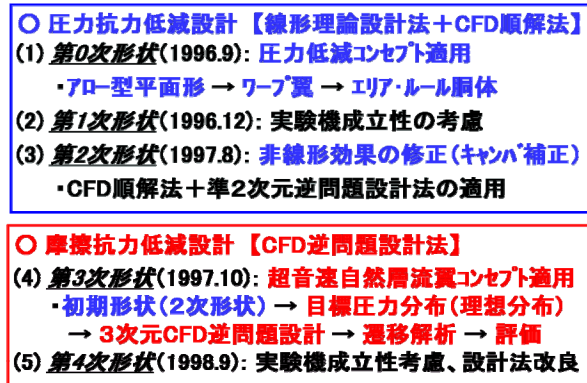 ○ 圧力抗力低減設計 【線形理論設計法＋CFD順解法】
(1) 第0次形状(1996.9): 圧力低減ｺﾝｾﾌﾟﾄ適用
・ｱﾛｰ型平面形 → ﾜｰﾌﾟ翼 → ｴﾘｱ・ﾙｰﾙ胴体
(2) 第1次形状(1996.12): 実験機成立性の考慮
(3) 第2次形状(1997.8): 非線形効果の修正(ｷｬﾝﾊﾞ補正)
・CFD順解法＋準2次元逆問題設計法の適用
○ 摩擦抗力低減設計 【CFD逆問題設計法】
(4) 第3次形状(1997.10): 超音速自然層流翼ｺﾝｾﾌﾟﾄ適用
・初期形状(2次形状) → 目標圧力分布(理想分布)
→ 3次元CFD逆問題設計 → 遷移解析 → 評価
(5) 第4次形状(1998.9): 実験機成立性考慮、設計法改良